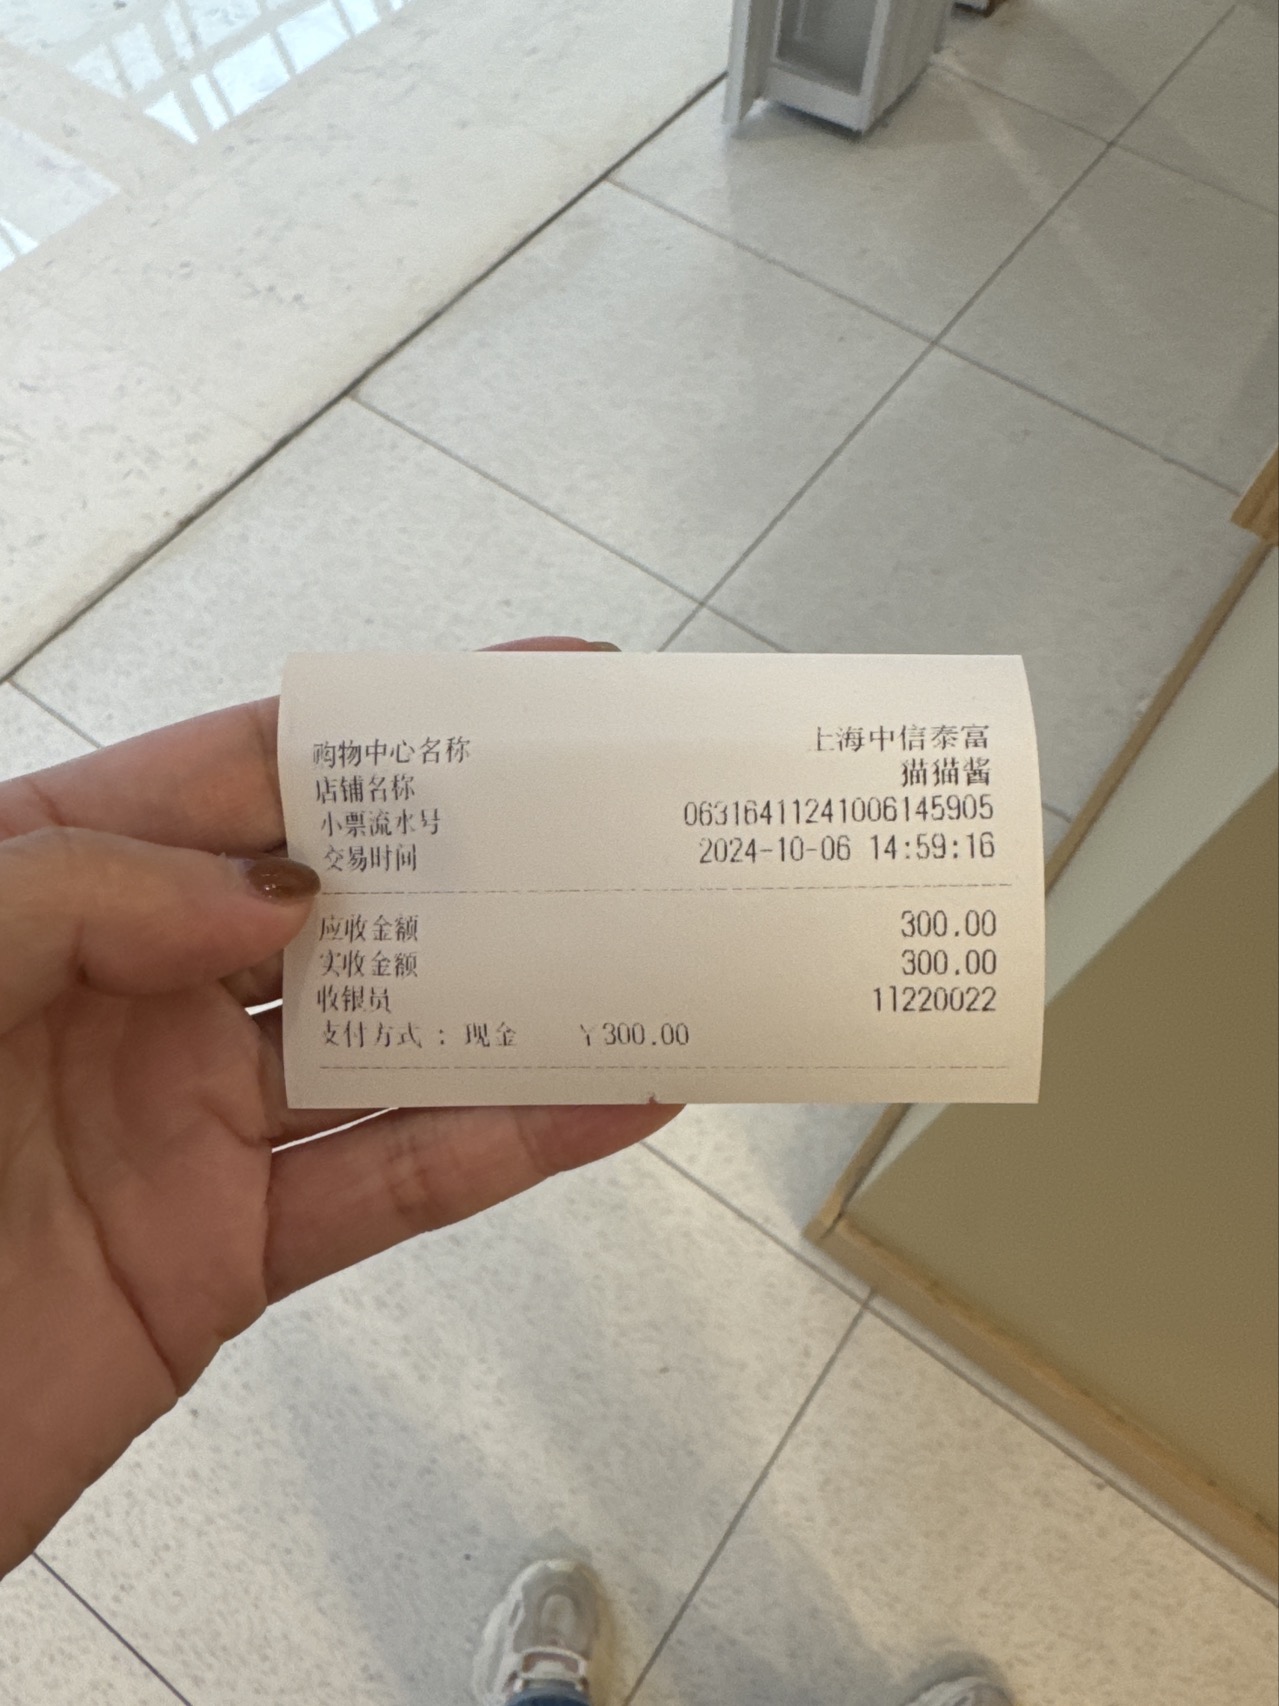 购物中心名称 上海中信泰富
店铺名称 猫猫酱
小票流水号 06316411241006145905
交易时间 2024-10-06 14:59:16
应收金额 300.00
实收金额 300.00
收银员 11220022
支付方式 : 现金 ¥300.00